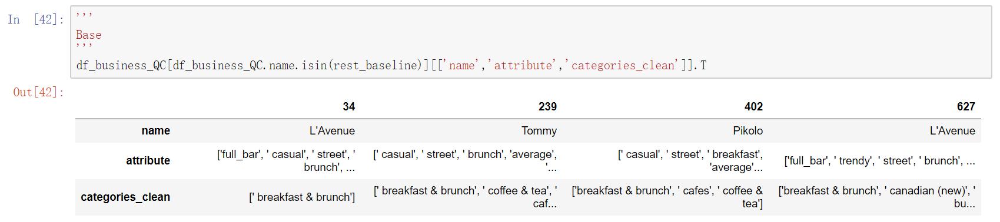 In [42]: '''
Base
'''
df_business_QC[df_business_QC.name.isin(rest_baseline)][['name','attribute','categories_clean']].T
Out[42]:
34 239 402 627
name L'Avenue Tommy Pikolo L'Avenue
attribute ['full_bar', ' casual', ' street', ' brunch', ... [' casual', ' street', ' brunch', 'average', '... [' casual', ' street', ' breakfast', 'average'... ['full_bar', ' trendy', ' street', ' brunch', ...
categories_clean [' breakfast & brunch'] [' breakfast & brunch', ' coffee & tea', ' caf... ['breakfast & brunch', ' cafes', ' coffee & tea'] ['breakfast & brunch', ' canadian (new)', ' bu...